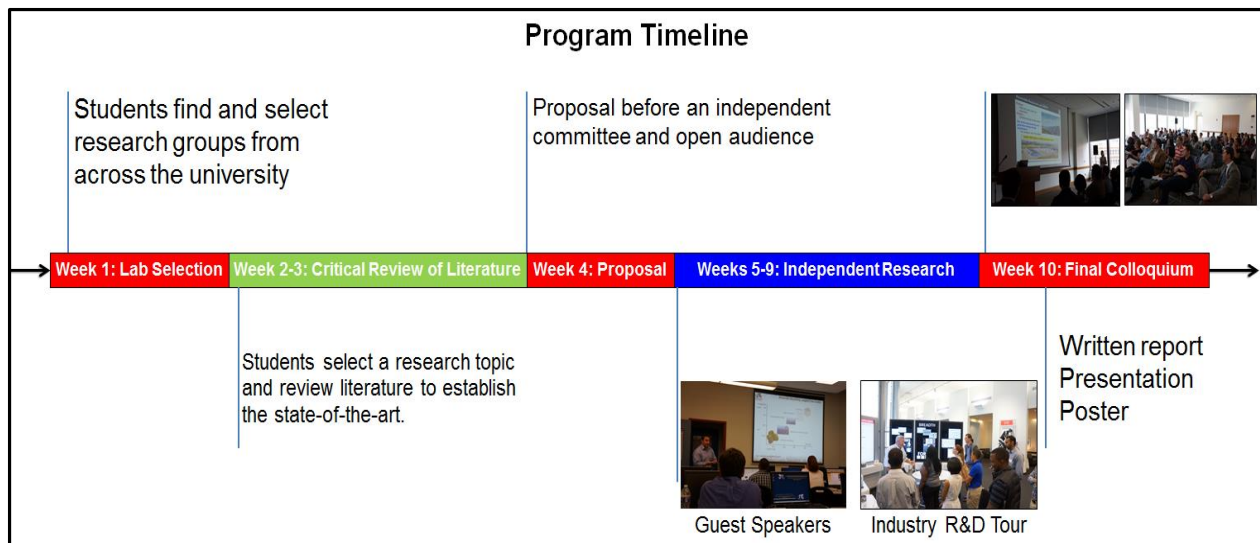 Program Timeline
Students find and select
research groups from
across the university
Proposal before an independent
committee and open audience
Week 1: Lab Selection
Week 2-3: Critical Review of Literature
Week 4: Proposal
Weeks 5-9: Independent Research
Week 10: Final Colloquium
Students select a research topic
and review literature to establish
the state-of-the-art.
Written report
Presentation
Poster
Guest Speakers
Industry R&D Tour